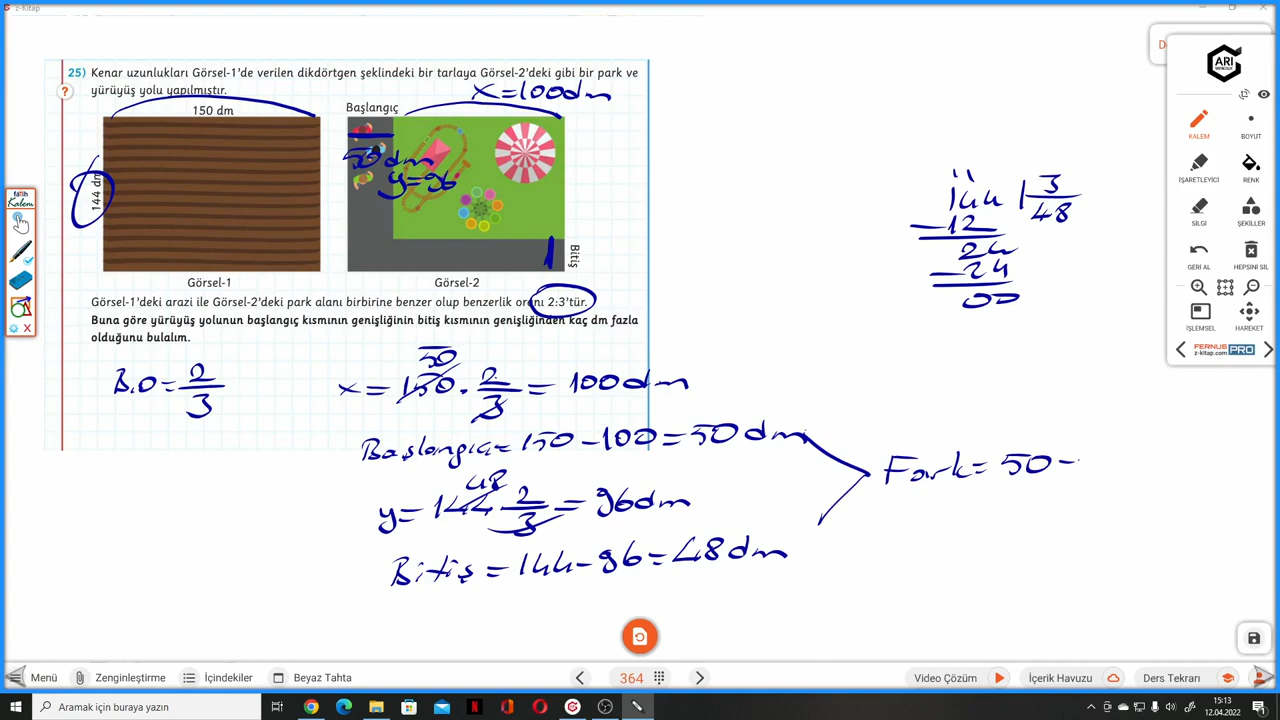 z-Kitap
25) Kenar uzunlukları Görsel-1'de verilen dikdörtgen şeklindeki bir tarlaya Görsel-2'deki gibi bir park ve
yürüyüş yolu yapılmıştır.
x=100dm
150 dm
Başlangıç
144 dm
50dm
y=96
Bitiş
Görsel-1
Görsel-2
Görsel-1'deki arazi ile Görsel-2'deki park alanı birbirine benzer olup benzerlik oranı 2:3'tür.
Buna göre yürüyüş yolunun başlangıç kısmının genişliğinin bitiş kısmının genişliğinden kaç dm fazla
olduğunu bulalım.
B.O = 2/3
50
x = 150 . 2/3 = 100dm
Başlangıç = 150 - 100 = 50 dm
48
y = 144 2/3 = 96dm
Bitiş = 144 - 96 = 48 dm
Fark = 50 -
144 | 3
48
- 12
24
- 24
00
fatih
Kalem
ARI
KALEM
BOYUT
İŞARETLEYİCİ
RENK
SİLGİ
ŞEKİLLER
GERİ AL
HEPSİNİ SİL
İŞLEMSEL
HAREKET
FERNUS
z-kitap.com PRO
Menü
Zenginleştirme
İçindekiler
Beyaz Tahta
364
Video Çözüm
İçerik Havuzu
Ders Tekrarı
Aramak için buraya yazın
15:13
12.04.2022